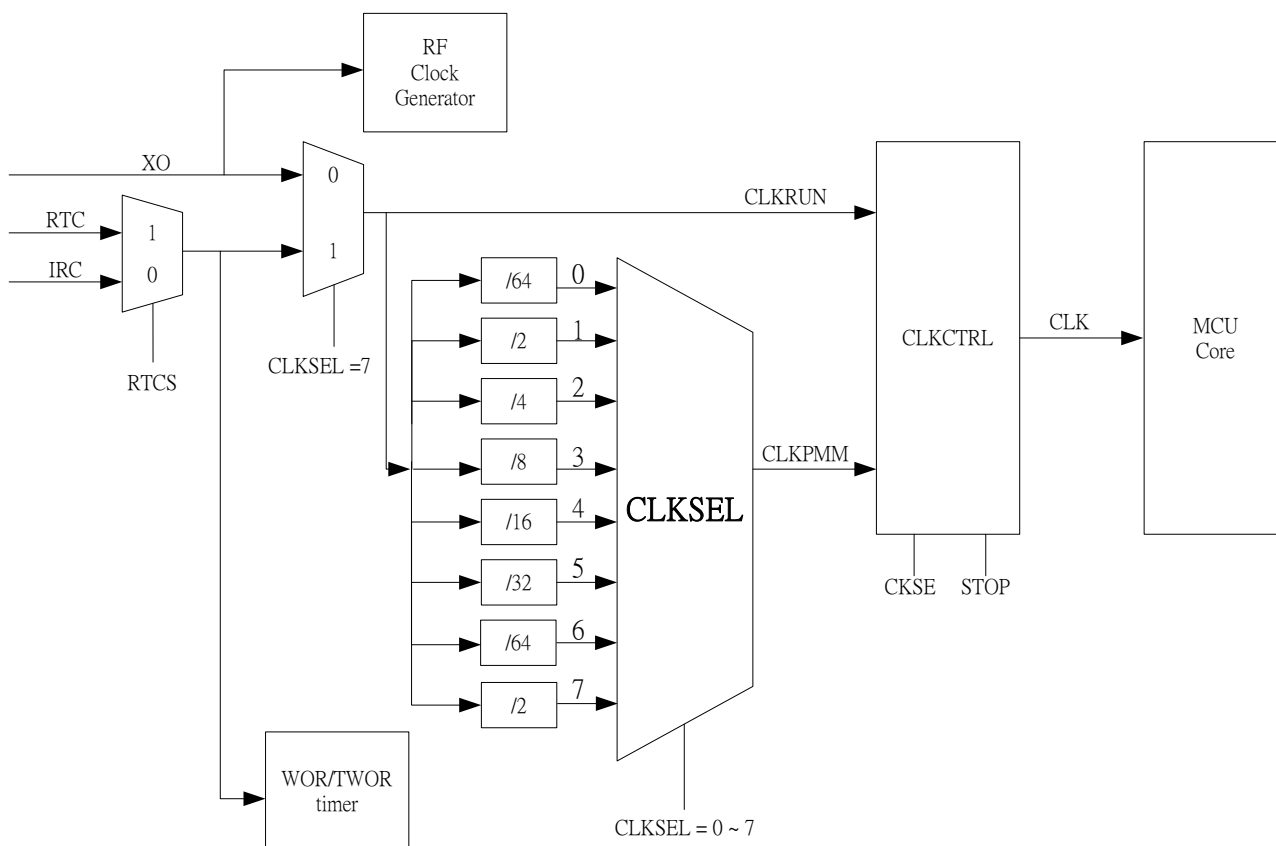 RF
Clock
Generator
XO
0
CLKRUN
RTC
1
1
IRC
0
/64
0
/2
1
CLK
MCU
Core
CLKCTRL
CLKSEL =7
RTCS
/4
2
/8
3
CLKPMM
CLKSEL
/16
4
/32
5
CKSE
STOP
/64
6
/2
7
WOR/TWOR
timer
CLKSEL = 0 ~ 7